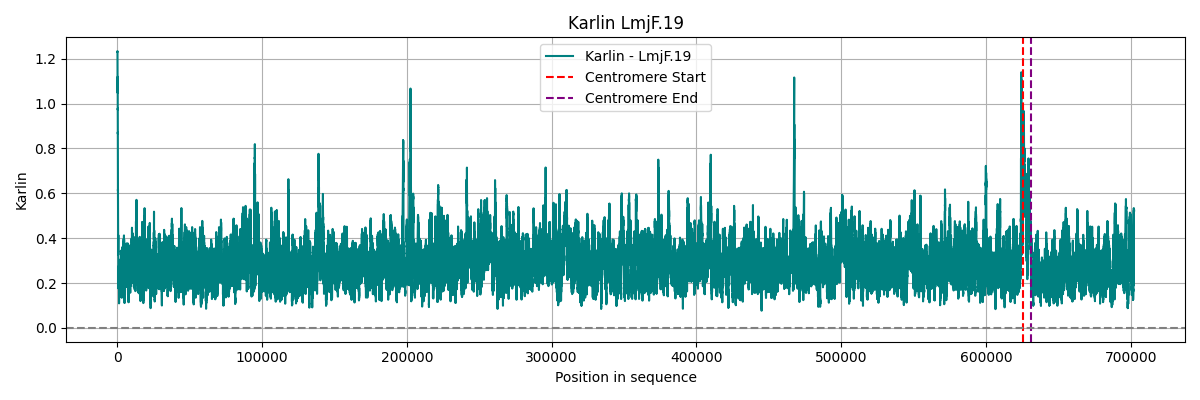 Karlin LmjF.19
Karlin - LmjF.19
Centromere Start
Centromere End
Karlin
1.2
1.0
0.8
0.6
0.4
0.2
0.0
0 100000 200000 300000 400000 500000 600000 700000
Position in sequence